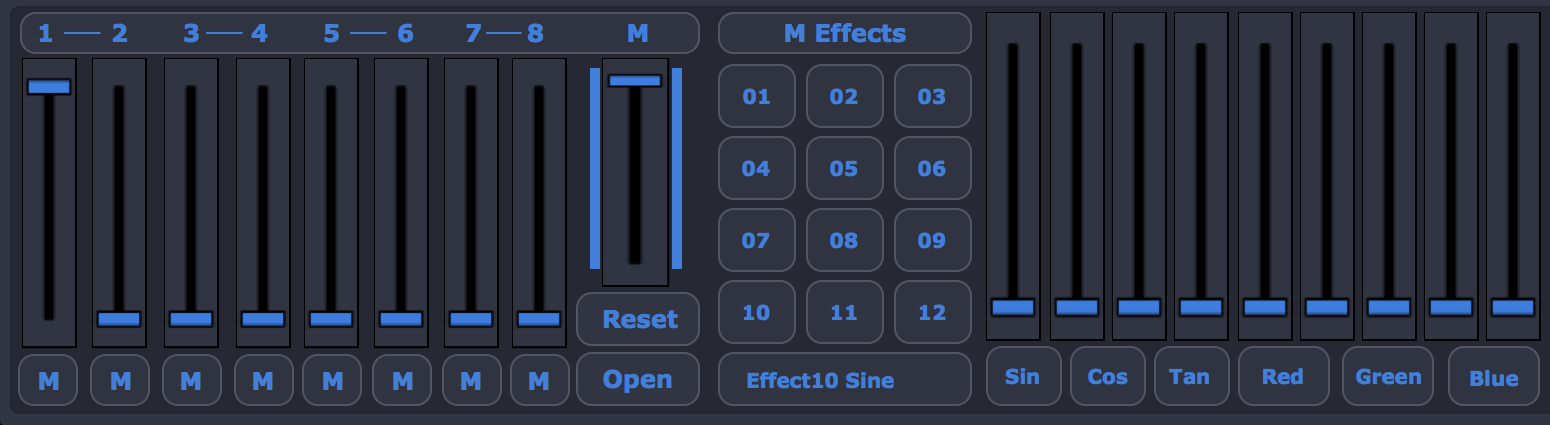 1 2 3 4 5 6 7 8 M
M Effects
01 02 03
04 05 06
07 08 09
10 11 12
Reset
M M M M M M M M
Open
Effect10 Sine
Sin Cos Tan Red Green Blue